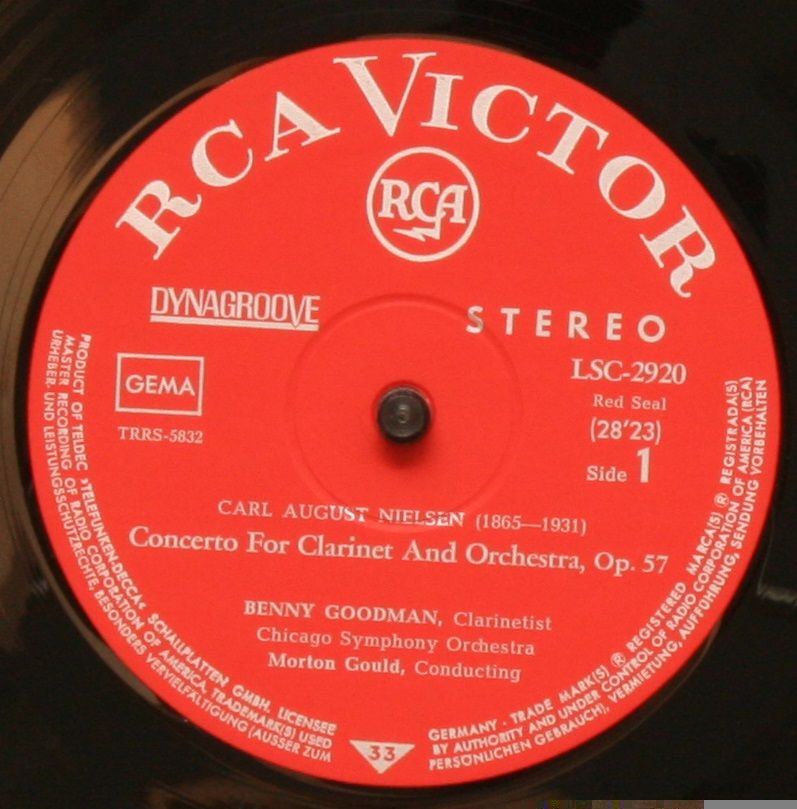 RCA VICTOR
RCA
DYNAGROOVE
STEREO
GEMA
TRRS-5832
LSC-2920
Red Seal
(28'23)
Side 1
CARL AUGUST NIELSEN (1865—1931)
Concerto For Clarinet And Orchestra, Op. 57
BENNY GOODMAN, Clarinetist
Chicago Symphony Orchestra
Morton Gould, Conducting
PRODUCT OF TELDEC »TELEFUNKEN-DECCA« SCHALLPLATTEN GMBH. LICENSEE
MASTER RECORDING OF RADIO CORPORATION OF AMERICA, TRADEMARK(S) USED
URHEBER- UND LEISTUNGSSCHUTZRECHTE, BESONDERS VERVIELFÄLTIGUNG (AUSSER ZUM
33
GERMANY · TRADE MARK(S) ® REGISTERED MARCA(S) ® REGISTRADA(S)
BY AUTHORITY AND UNDER CONTROL OF RADIO CORPORATION OF AMERICA (RCA)
PERSÖNLICHEN GEBRAUCH), VERMIETUNG, AUFFÜHRUNG, SENDUNG VORBEHALTEN